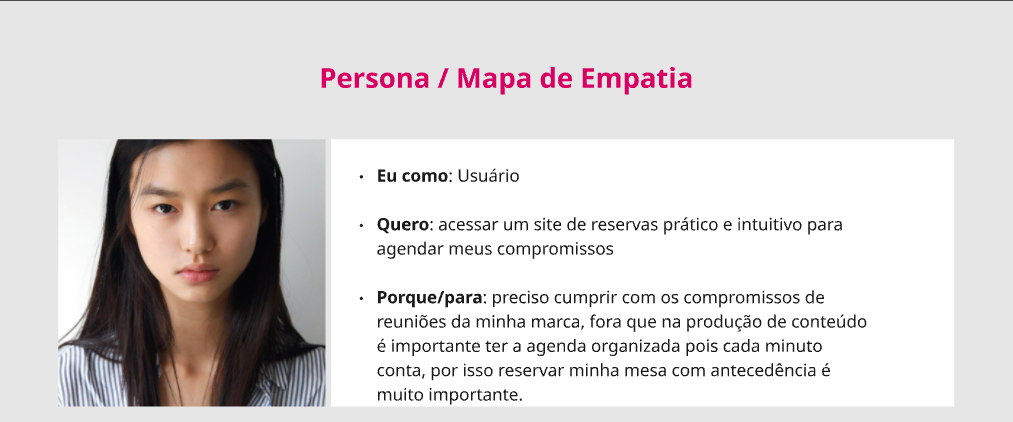 Persona / Mapa de Empatia
• Eu como: Usuário
• Quero: acessar um site de reservas prático e intuitivo para
agendar meus compromissos
• Porque/para: preciso cumprir com os compromissos de
reuniões da minha marca, fora que na produção de conteúdo
é importante ter a agenda organizada pois cada minuto
conta, por isso reservar minha mesa com antecedência é
muito importante.